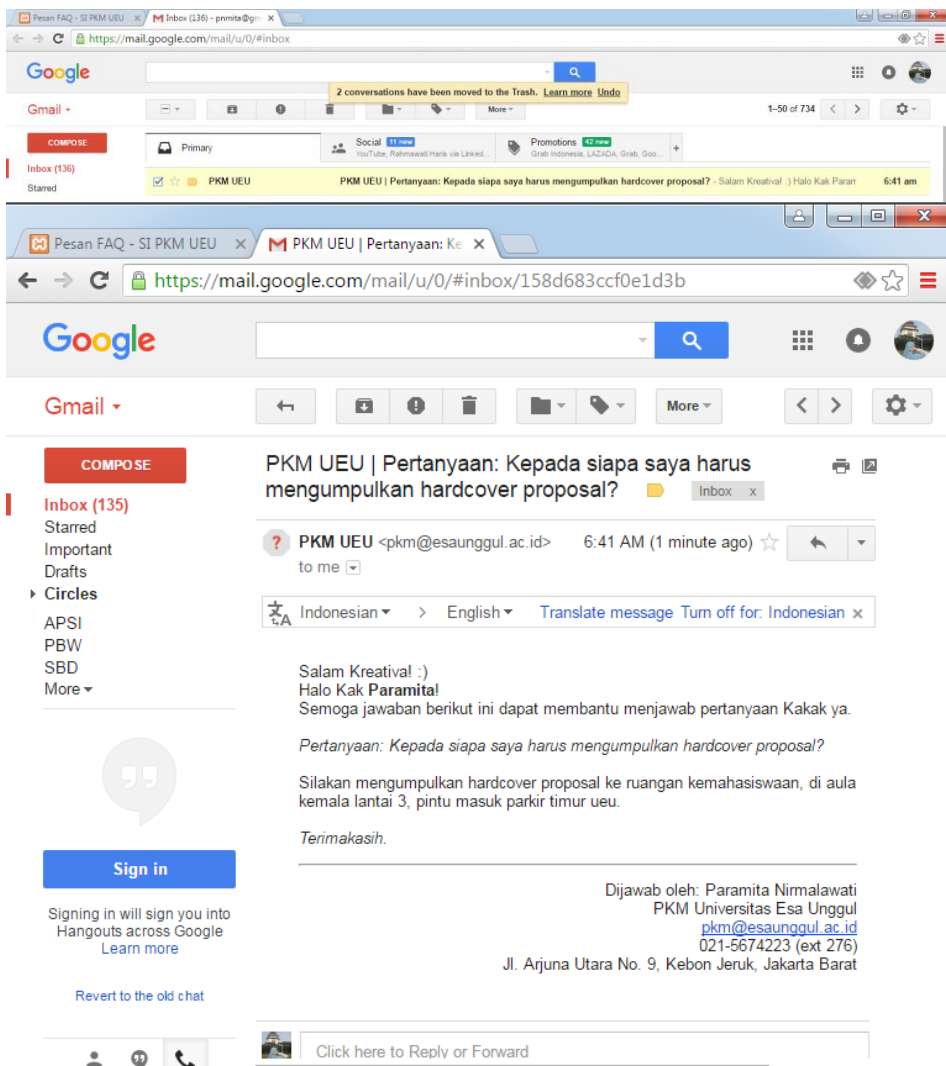 Pesan FAQ - SI PKM UEU
M Inbox (136) - pnmita@gm
https://mail.google.com/mail/u/0/#inbox
Google
2 conversations have been moved to the Trash. Learn more Undo
Gmail
More
1–50 of 734
COMPOSE
Primary
Social 11 new
YouTube, Rahmawati Haris via Linked...
Promotions 42 new
Grab Indonesia, LAZADA, Grab, Goo...
+
Inbox (136)
Starred
PKM UEU
PKM UEU | Pertanyaan: Kepada siapa saya harus mengumpulkan hardcover proposal? - Salam Kreativa! :) Halo Kak Param
6:41 am
Pesan FAQ - SI PKM UEU
PKM UEU | Pertanyaan: Ke
https://mail.google.com/mail/u/0/#inbox/158d683ccf0e1d3b
Google
Gmail
More
COMPOSE
Inbox (135)
Starred
Important
Drafts
Circles
APSI
PBW
SBD
More
PKM UEU | Pertanyaan: Kepada siapa saya harus
mengumpulkan hardcover proposal?
Inbox x
PKM UEU <pkm@esaunggul.ac.id>
6:41 AM (1 minute ago)
to me
Indonesian > English Translate message Turn off for: Indonesian x
Salam Kreativa! :)
Halo Kak Paramita!
Semoga jawaban berikut ini dapat membantu menjawab pertanyaan Kakak ya.
Pertanyaan: Kepada siapa saya harus mengumpulkan hardcover proposal?
Silakan mengumpulkan hardcover proposal ke ruangan kemahasiswaan, di aula
kemala lantai 3, pintu masuk parkir timur ueu.
Terimakasih.
Dijawab oleh: Paramita Nirmalawati
PKM Universitas Esa Unggul
pkm@esaunggul.ac.id
021-5674223 (ext 276)
Jl. Arjuna Utara No. 9, Kebon Jeruk, Jakarta Barat
Sign in
Signing in will sign you into
Hangouts across Google
Learn more
Revert to the old chat
Click here to Reply or Forward